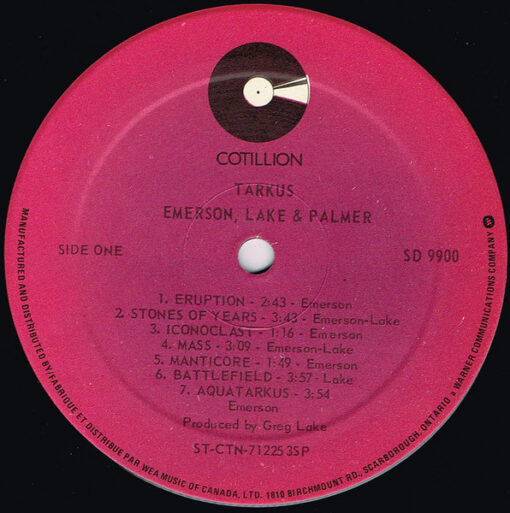 COTILLION
TARKUS
EMERSON, LAKE & PALMER
SIDE ONE
SD 9900
1. ERUPTION - 2:43 - Emerson
2. STONES OF YEARS - 3:43 - Emerson-Lake
3. ICONOCLAST - 1:16 - Emerson
4. MASS - 3:09 - Emerson-Lake
5. MANTICORE - 1:49 - Emerson
6. BATTLEFIELD - 3:57 - Lake
7. AQUATARKUS - 3:54
Emerson
Produced by Greg Lake
ST-CTN-71225 3SP
MANUFACTURED AND DISTRIBUTED BY/FABRIQUE ET DISTRIBUE PAR WEA MUSIC OF CANADA, LTD. 1810 BIRCHMOUNT RD., SCARBOROUGH, ONTARIO a WARNER COMMUNICATIONS COMPANY